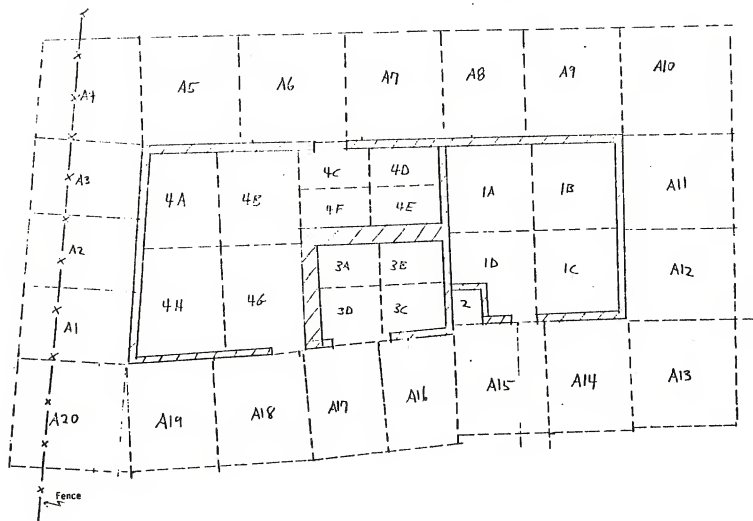 A4 A5 A6 A7 A8 A9 A10
A3 4A 4B 4C 4D 1A 1B A11
4F 4E
A2 4H 4G 3A 3B 1D 1C A12
A1 3D 3C 2
A20 A19 A18 A17 A16 A15 A14 A13
Fence